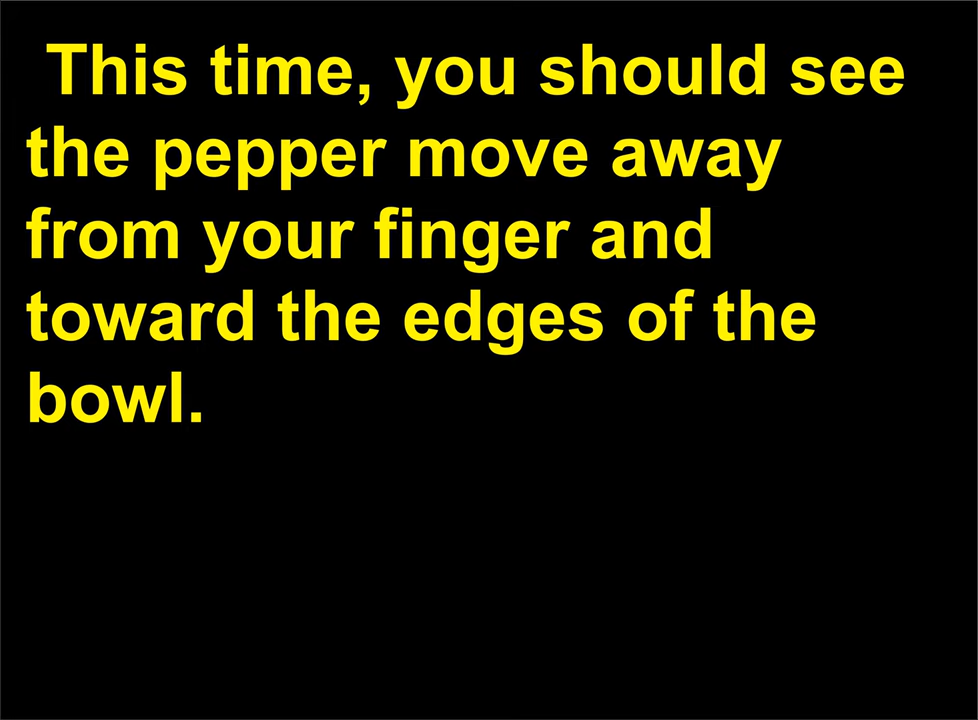 This time, you should see
the pepper move away
from your finger and
toward the edges of the
bowl.